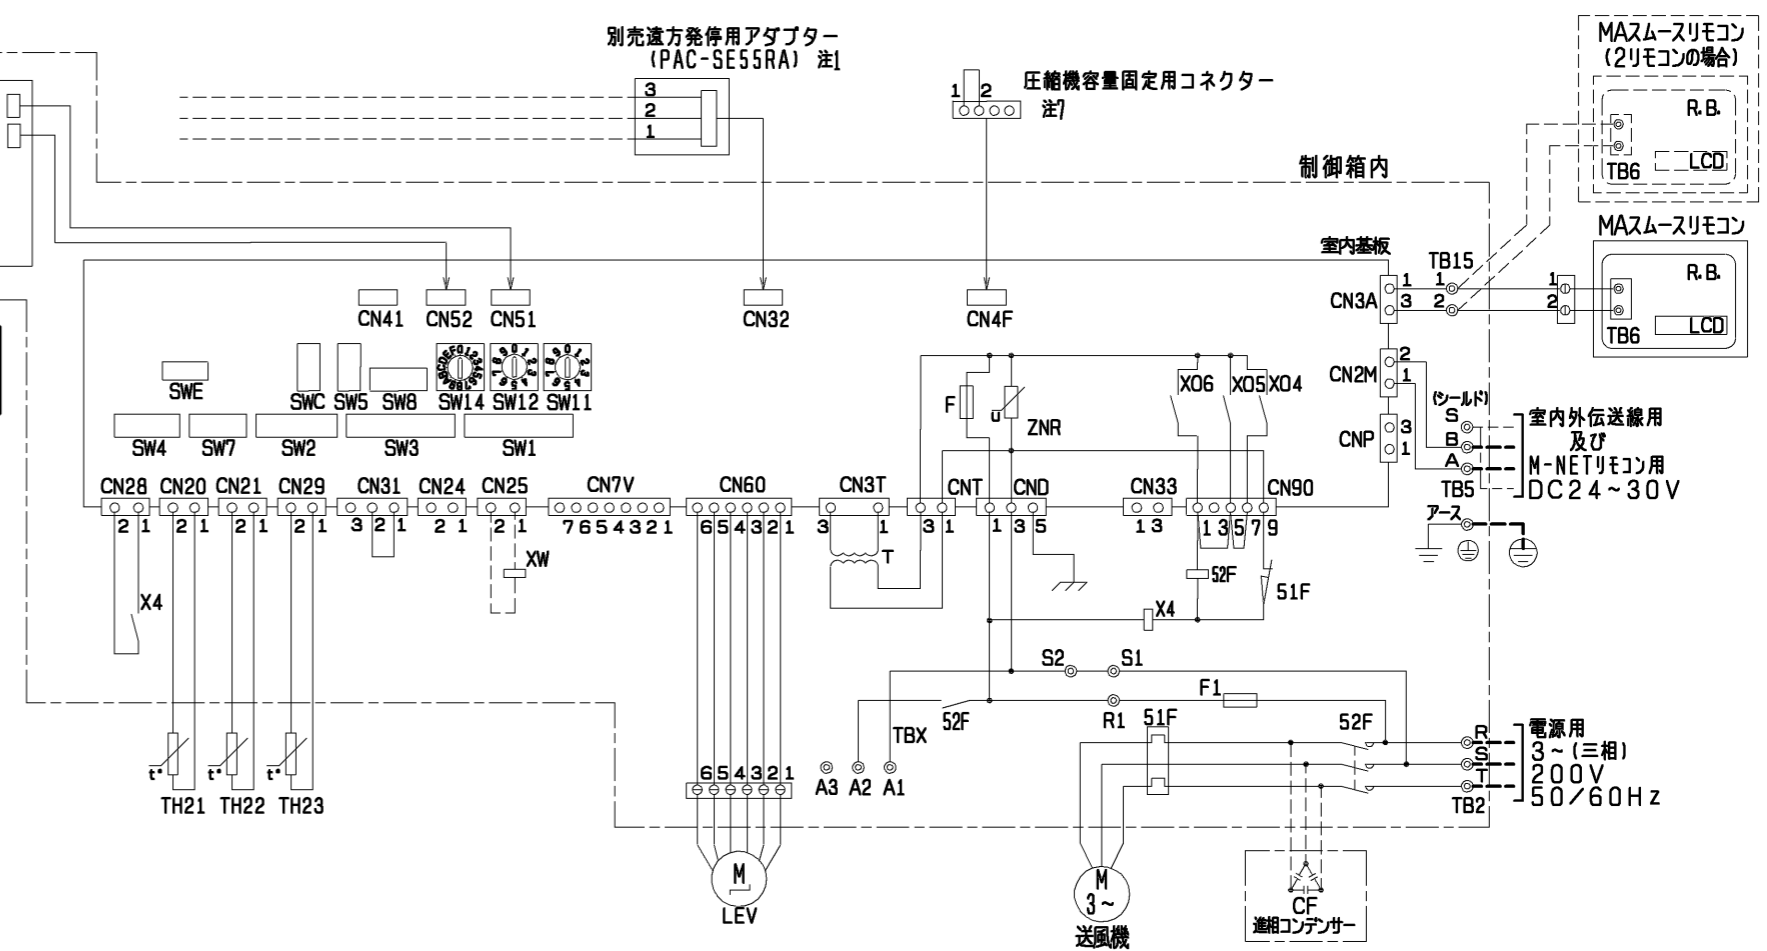 別売遠方発停用アダプター
(PAC-SE55RA) 注1
3
2
1
1 2
圧縮機容量固定用コネクター
注7
MAスムースリモコン
(2リモコンの場合)
R.B.
LCD
TB6
制御箱内
MAスムースリモコン
R.B.
LCD
TB6
室内基板
TB15
CN3A
1 1 1
3 2 2
CN41 CN52 CN51 CN32 CN4F
CN2M
2
1
SWE
SWC SW5 SW8 SW14 SW12 SW11
SW4 SW7 SW2 SW3 SW1
F
u
ZNR
X06 X05 X04
CNP
3
1
(シールド)
S
B
A
TB5
室内外伝送線用
及び
M-NETリモコン用
DC24~30V
アース
CN28 CN20 CN21 CN29 CN31 CN24 CN25 CN7V CN60 CN3T CNT CND CN33 CN90
2 1 2 1 2 1 2 1 3 2 1 2 1 2 1 7 6 5 4 3 2 1 6 5 4 3 2 1 3 1 3 1 1 3 5 1 3 1 3 5 7 9
XW
T
52F
51F
X4
X4
S2 S1
F1
R1
52F
TBX
51F
52F
A3 A2 A1
t°
t°
t°
TH21 TH22 TH23
6 5 4 3 2 1
R
S
T
TB2
電源用
3~(三相)
200V
50/60Hz
M
LEV
M
3~
送風機
CF
進相コンデンサー